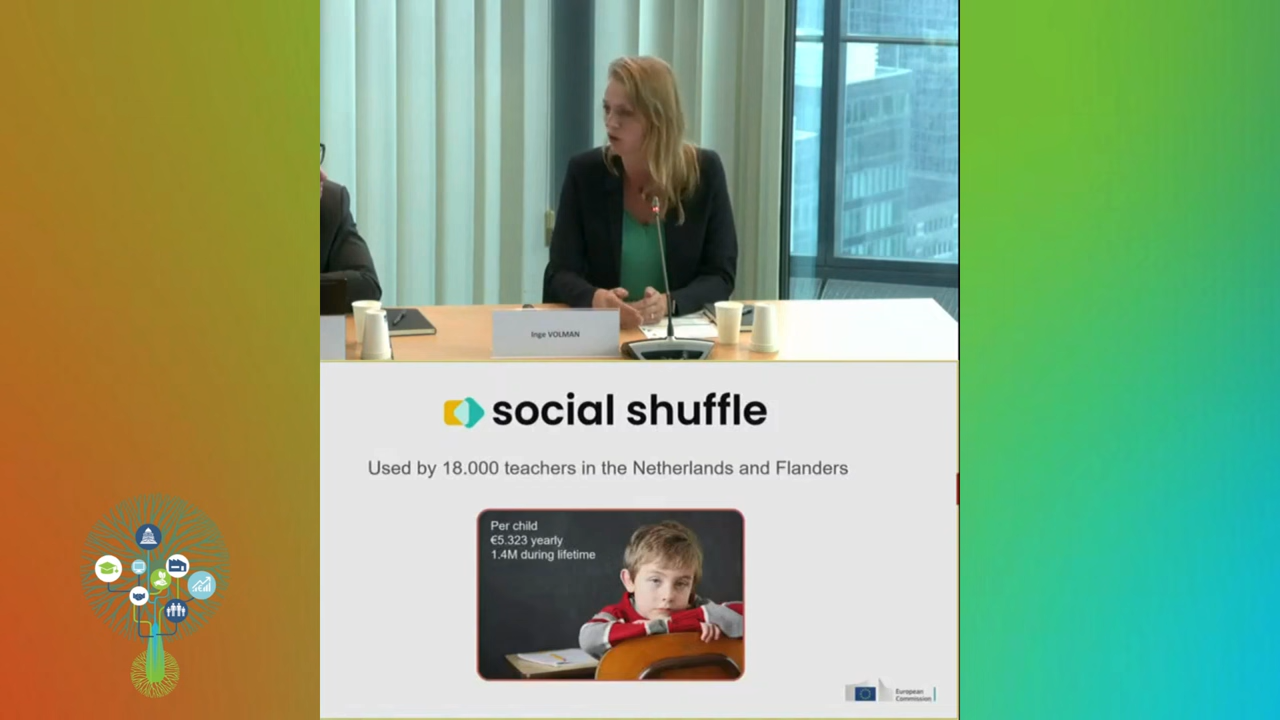 Inge VOLMAN
social shuffle
Used by 18.000 teachers in the Netherlands and Flanders
Per child
€5.323 yearly
1.4M during lifetime
European
Commission